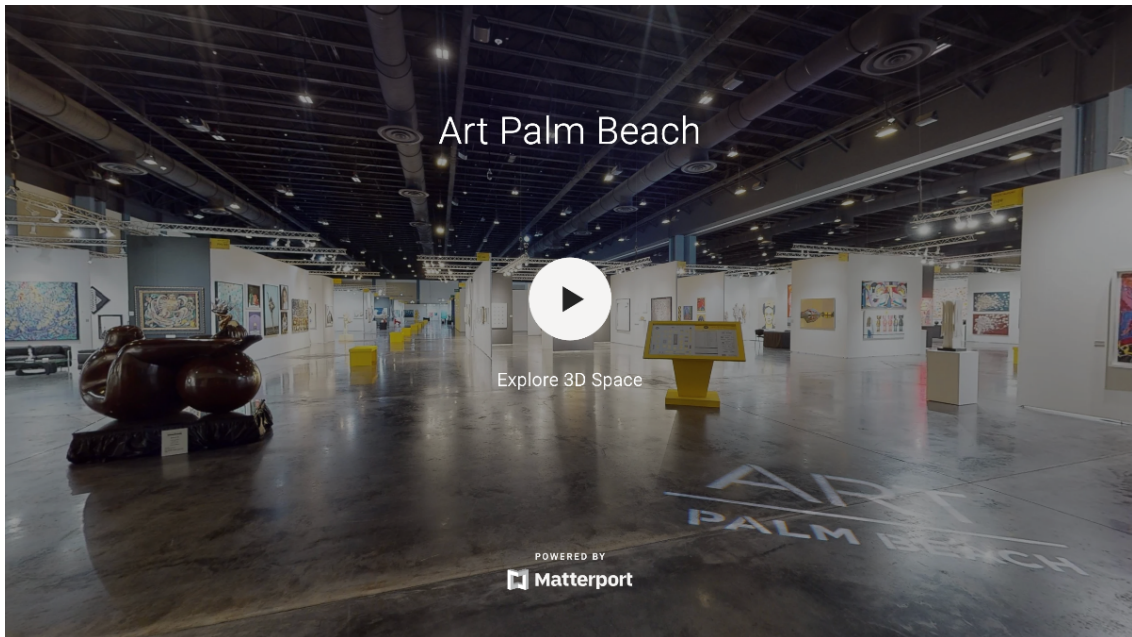 Art Palm Beach
Explore 3D Space
ART
PALM BEACH
POWERED BY
Matterport